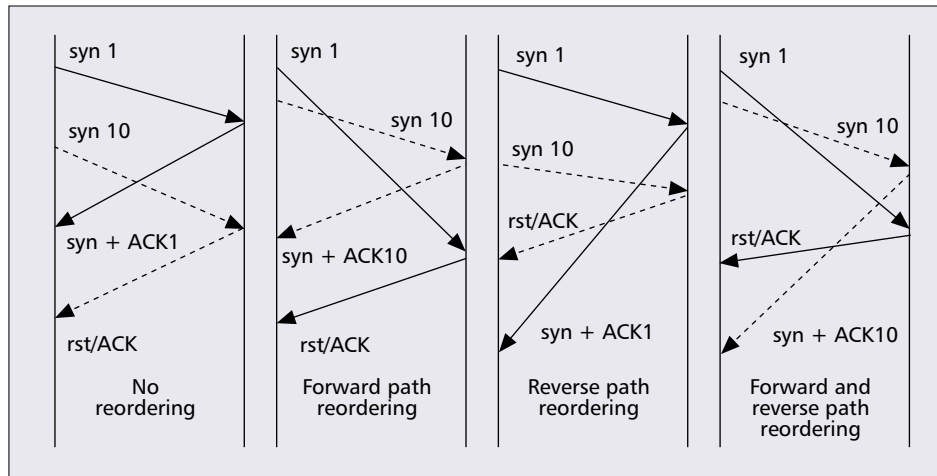 syn 1
syn 10
syn + ACK1
rst/ACK
No
reordering
syn 1
syn 10
syn + ACK10
rst/ACK
Forward path
reordering
syn 1
syn 10
rst/ACK
syn + ACK1
Reverse path
reordering
syn 1
syn 10
rst/ACK
syn + ACK10
Forward and
reverse path
reordering